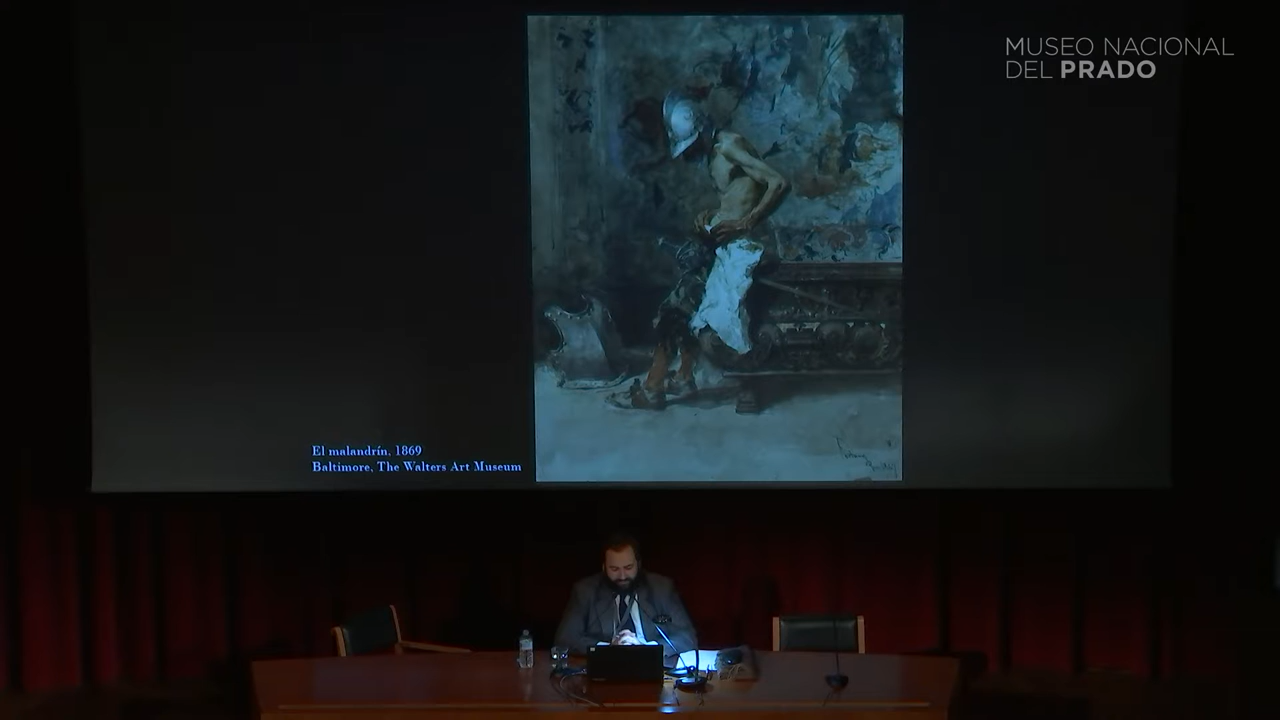 MUSEO NACIONAL
DEL PRADO
El malandrín, 1869
Baltimore, The Walters Art Museum